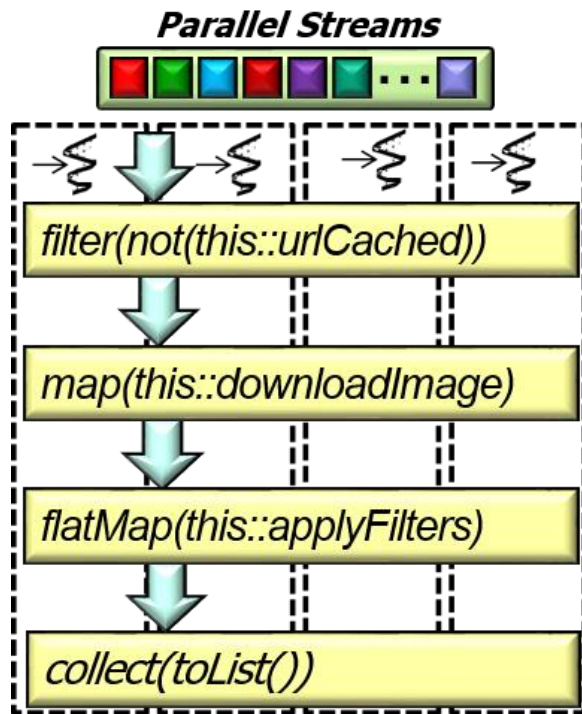 Parallel Streams
...
filter(not(this::urlCached))
map(this::downloadImage)
flatMap(this::applyFilters)
collect(toList())